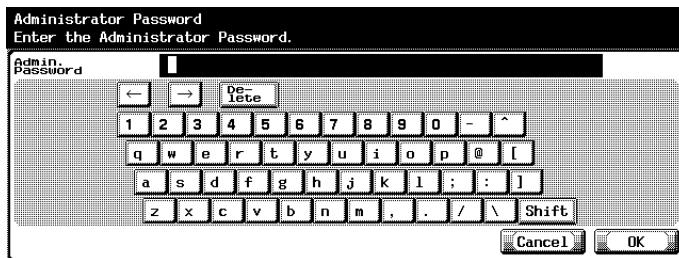 Administrator Password
Enter the Administrator Password.
Admin.
Password
← → De-
lete
1 2 3 4 5 6 7 8 9 0 - ^
q w e r t y u i o p @ [
a s d f g h j k l ; : ]
z x c v b n m , . / \ Shift
Cancel OK